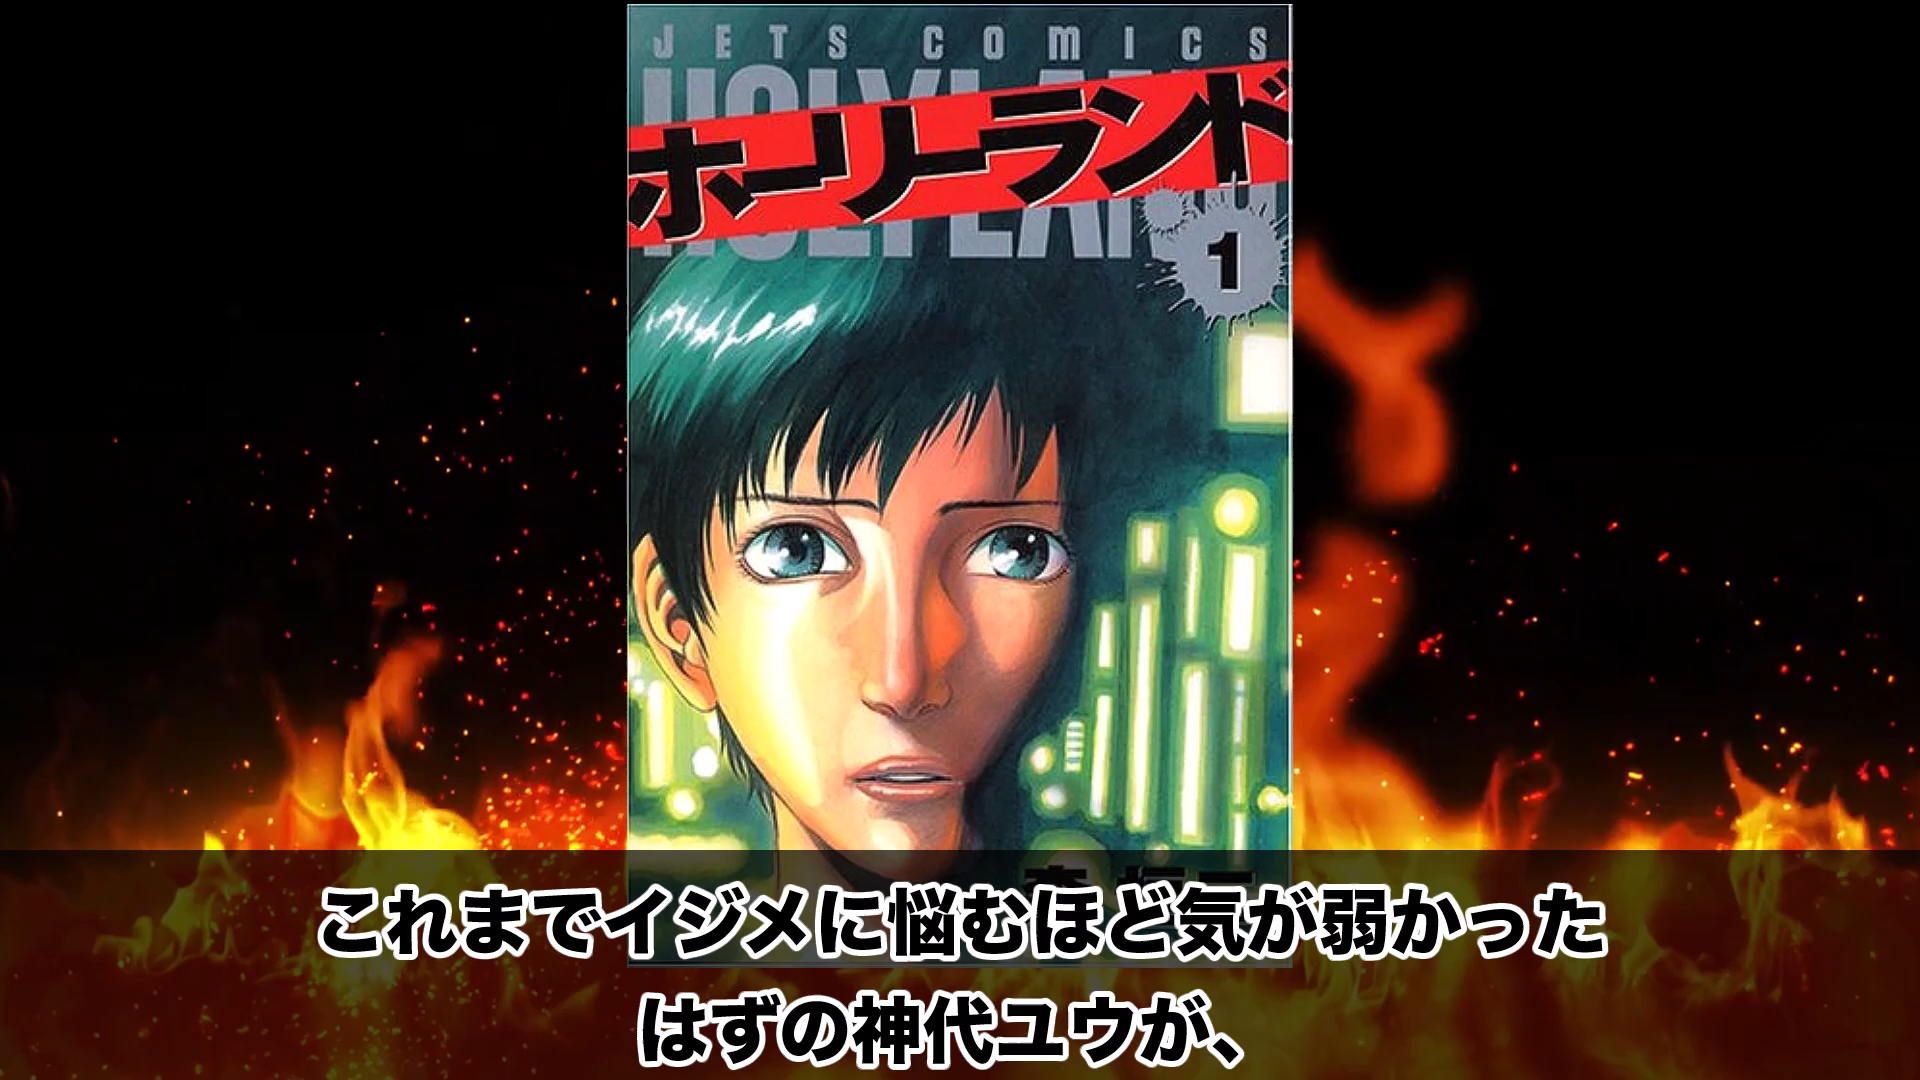 JETS COMICS
HOLYLAND
ホーリーランド
1
これまでイジメに悩むほど気が弱かった
はずの神代ユウが、